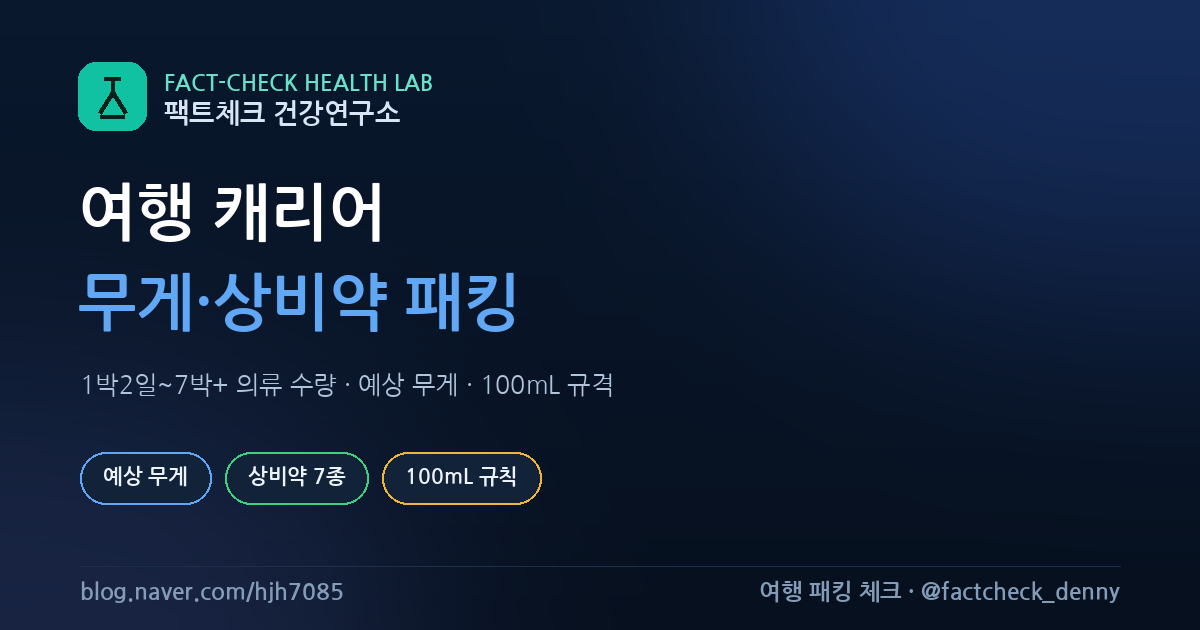 FACT-CHECK HEALTH LAB
팩트체크 건강연구소
여행 캐리어
무게·상비약 패킹
1박2일~7박+ 의류 수량 · 예상 무게 · 100mL 규격
예상 무게
상비약 7종
100mL 규칙
blog.naver.com/hjh7085
여행 패킹 체크 · @factcheck_denny